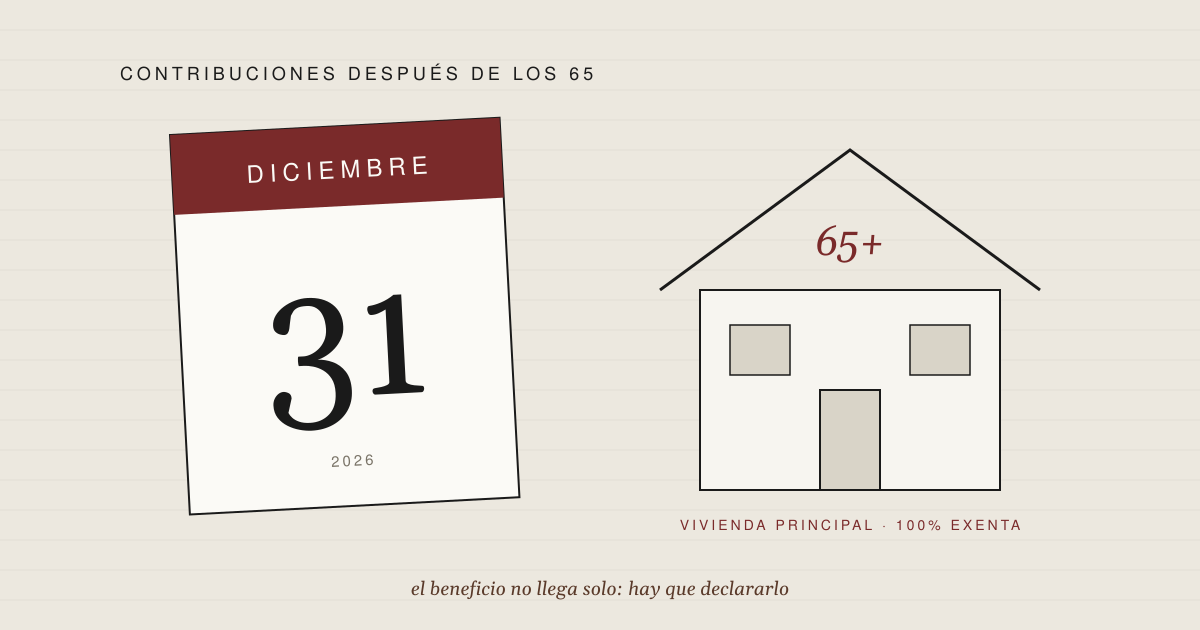 CONTRIBUCIONES DESPUÉS DE LOS 65
DICIEMBRE
31
2026
65+
VIVIENDA PRINCIPAL · 100% EXENTA
el beneficio no llega solo: hay que declararlo